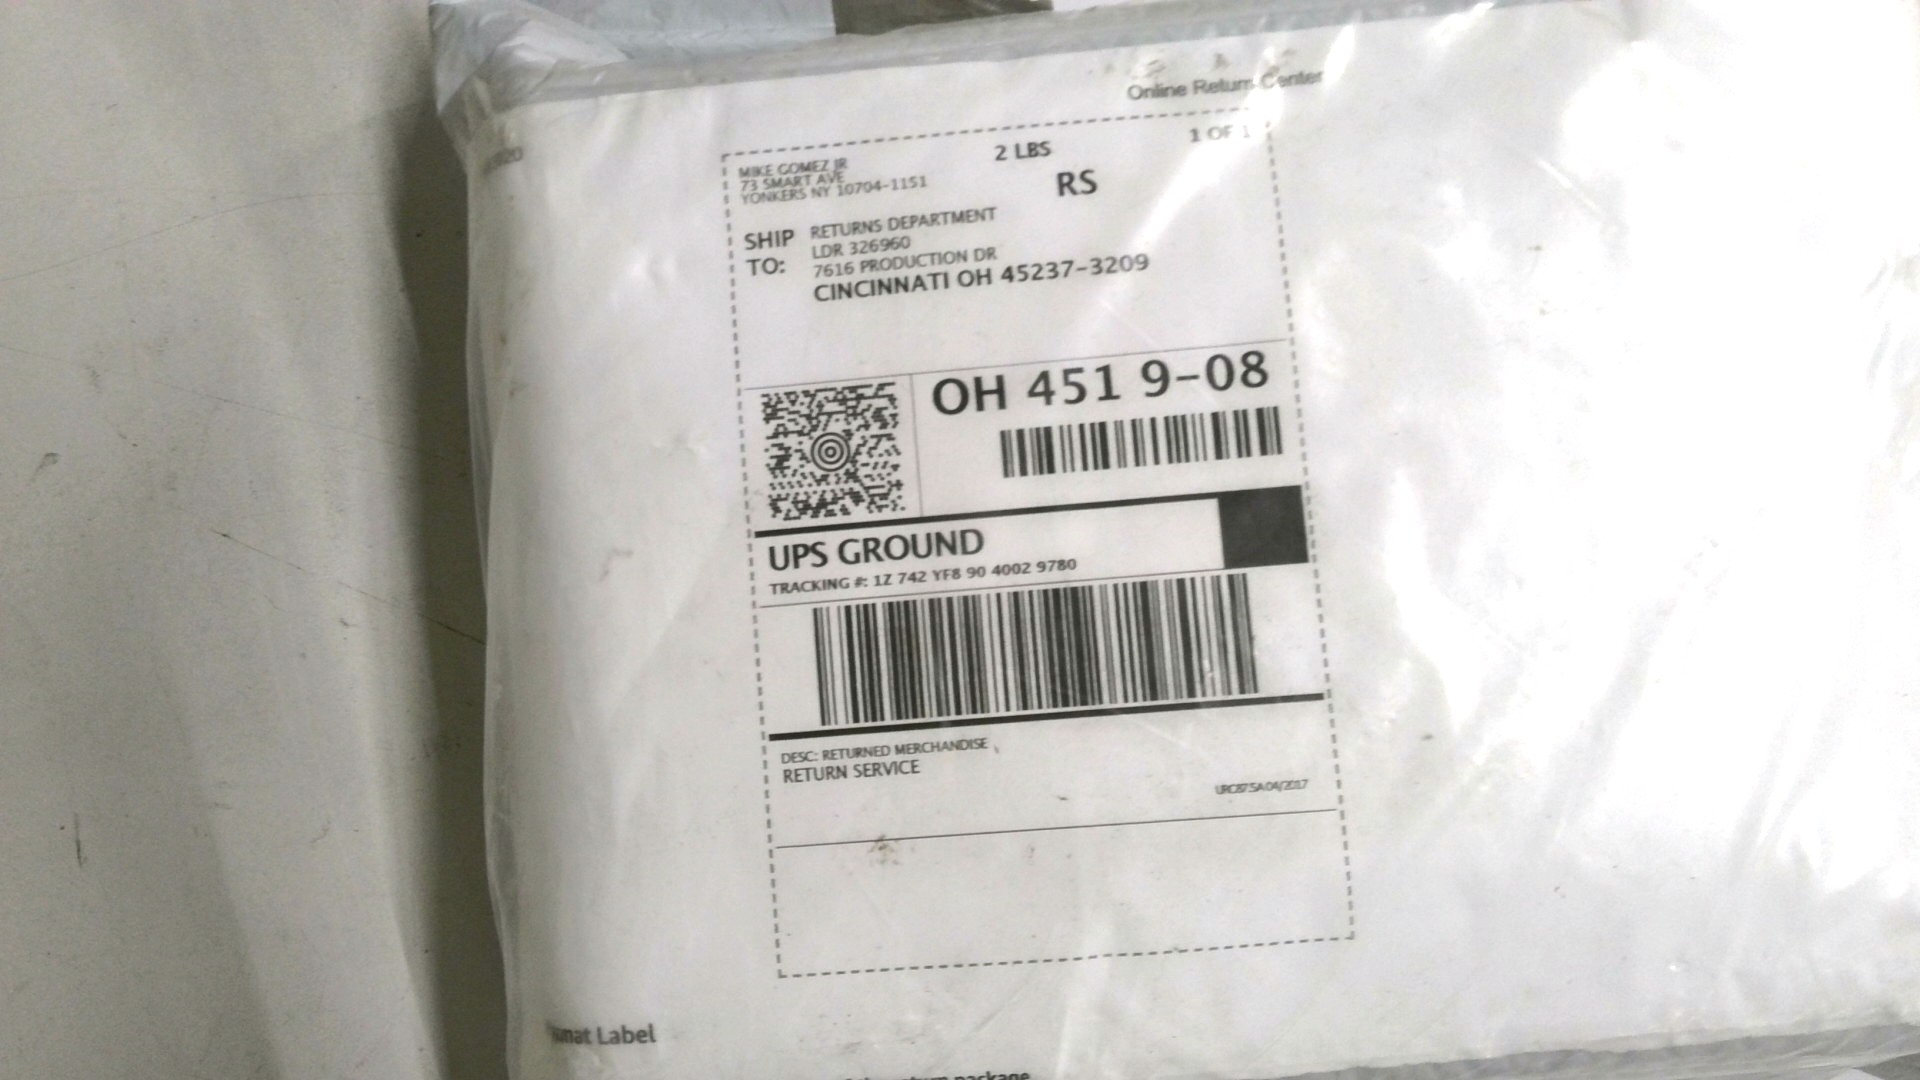 Online Return Center
1 OF 1
2 LBS
RS
MIKE GOMEZ JR
73 SMART AVE
YONKERS NY 10704-1151
SHIP TO:
RETURNS DEPARTMENT
LDR 326960
7616 PRODUCTION DR
CINCINNATI OH 45237-3209
OH 451 9-08
UPS GROUND
TRACKING #: 1Z 742 YF8 90 4002 9780
DESC: RETURNED MERCHANDISE
RETURN SERVICE
Label
package